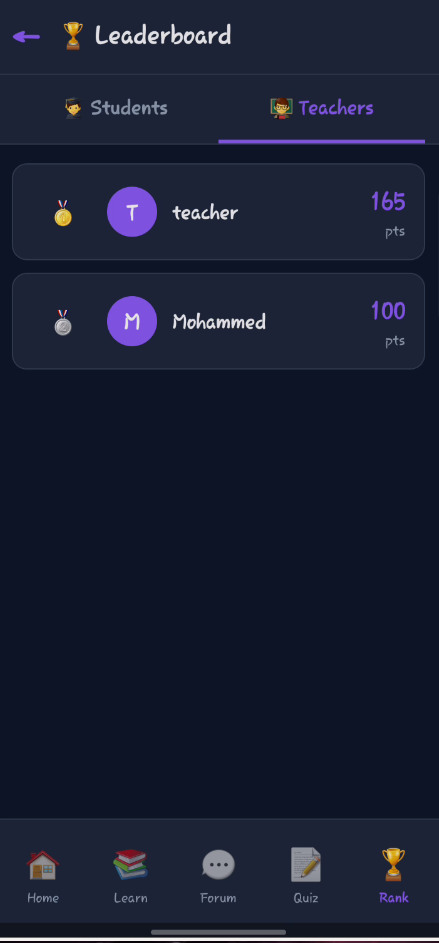 Leaderboard
Students
Teachers
T
teacher
165
pts
M
Mohammed
100
pts
Home
Learn
Forum
Quiz
Rank